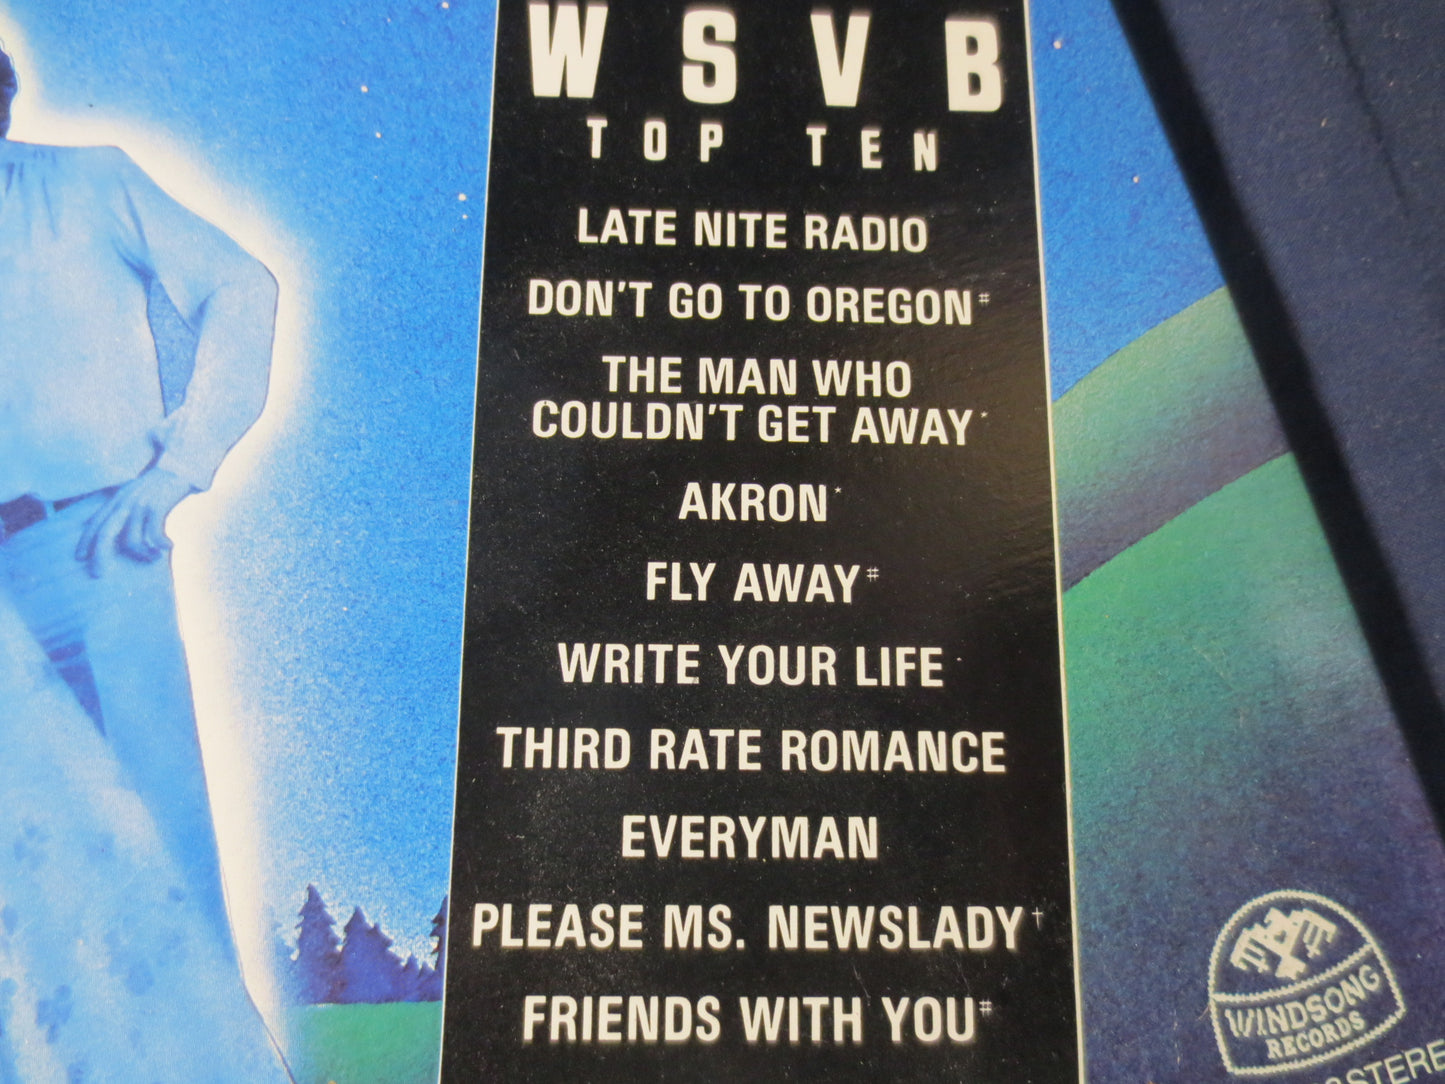 W S V B
TOP TEN
LATE NITE RADIO
DON'T GO TO OREGON#
THE MAN WHO
COULDN'T GET AWAY*
AKRON*
FLY AWAY#
WRITE YOUR LIFE
THIRD RATE ROMANCE
EVERYMAN
PLEASE MS. NEWSLADY†
FRIENDS WITH YOU#
WINDSONG
RECORDS